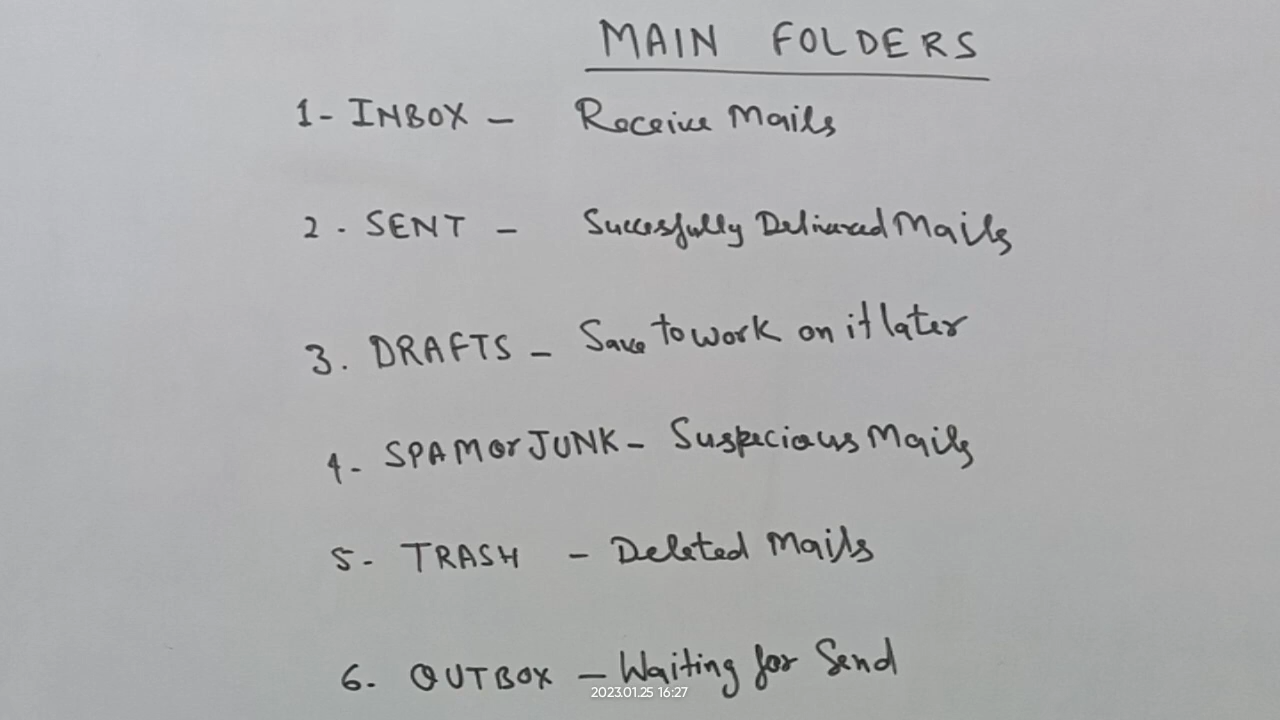 MAIN FOLDERS
1- INBOX - Receive Mails
2. SENT - Succesfully Delivered Mails
3. DRAFTS - Save to work on it later
4- SPAM or JUNK - Suspecious Mails
5- TRASH - Deleted Mails
6. OUTBOX - Waiting for Send
2023.01.25 16:27